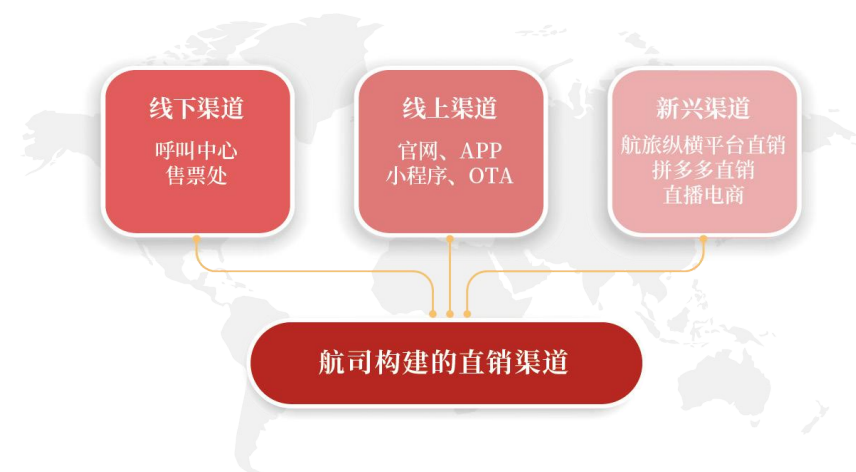 线下渠道
呼叫中心
售票处
线上渠道
官网、APP
小程序、OTA
新兴渠道
航旅纵横平台直销
拼多多直销
直播电商
航司构建的直销渠道